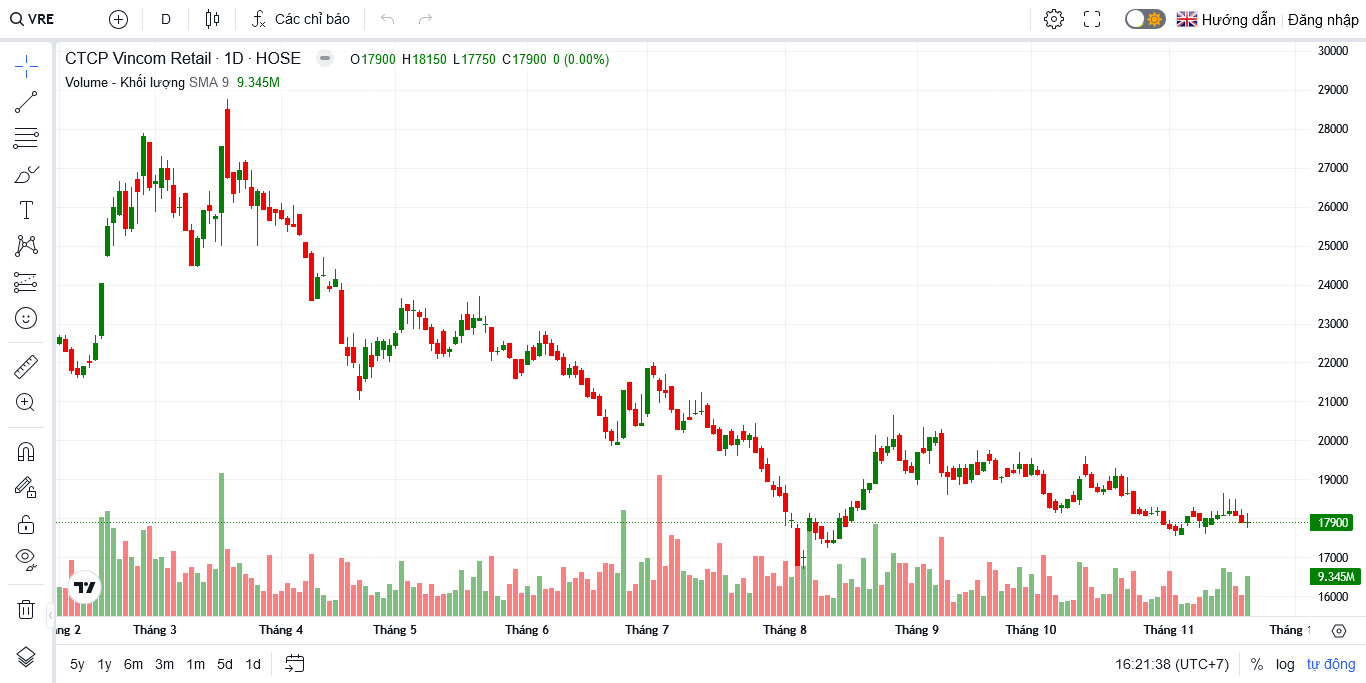 VRE D Các chỉ báo Hướng dẫn Đăng nhập
CTCP Vincom Retail · 1D · HOSE O17900 H18150 L17750 C17900 0 (0.00%)
Volume - Khối lượng SMA 9 9.345M
30000
29000
28000
27000
26000
25000
24000
23000
22000
21000
20000
19000
17900
17000
9.345M
16000
2 Tháng 3 Tháng 4 Tháng 5 Tháng 6 Tháng 7 Tháng 8 Tháng 9 Tháng 10 Tháng 11 Tháng
5y 1y 6m 3m 1m 5d 1d 16:21:38 (UTC+7) % log tự động